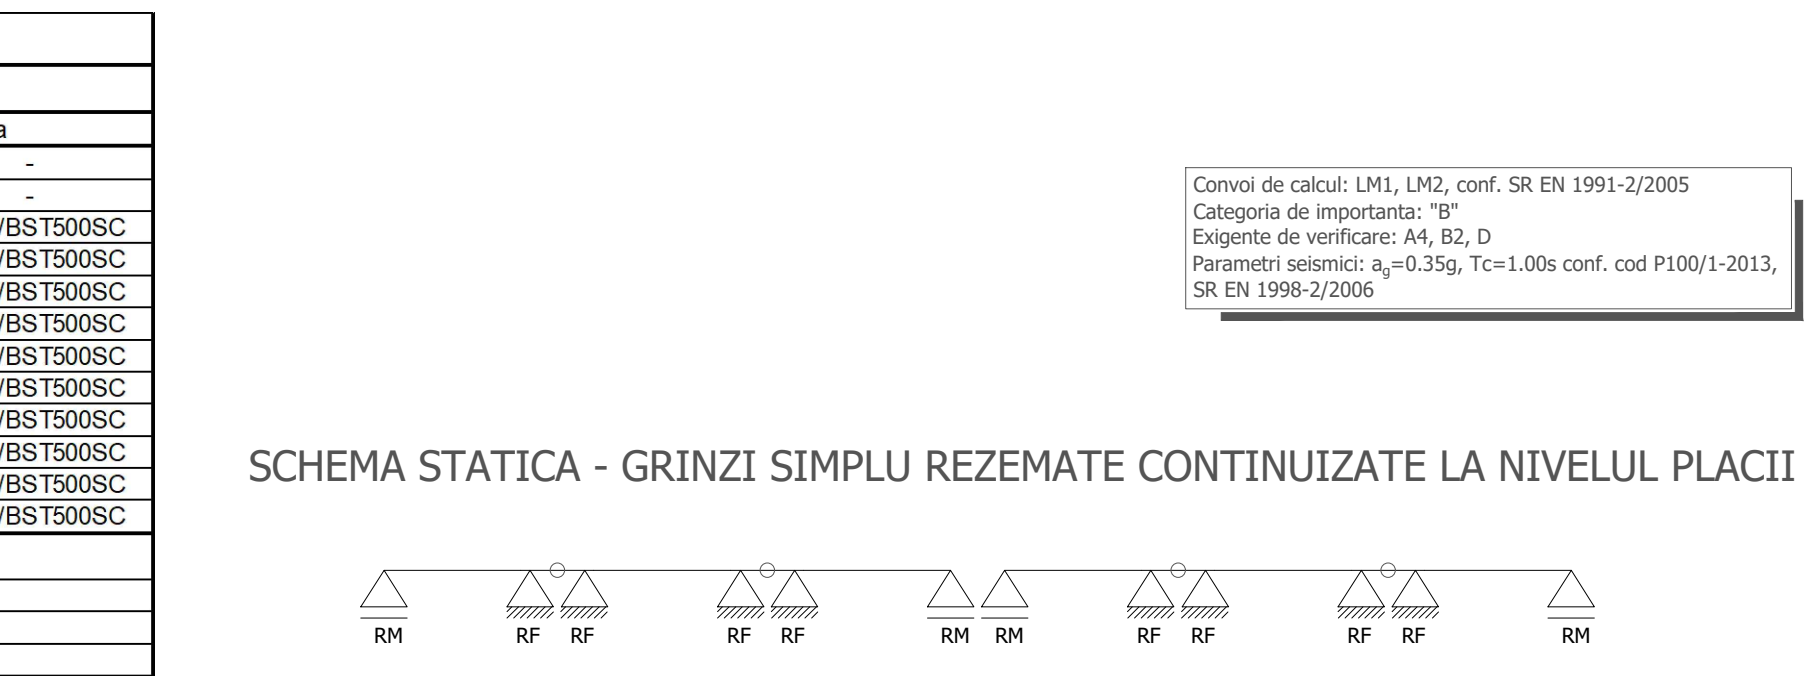 a
-
-
/BST500SC
/BST500SC
/BST500SC
/BST500SC
/BST500SC
/BST500SC
/BST500SC
/BST500SC
/BST500SC
/BST500SC
Convoi de calcul: LM1, LM2, conf. SR EN 1991-2/2005
Categoria de importanta: "B"
Exigente de verificare: A4, B2, D
Parametri seismici: ag=0.35g, Tc=1.00s conf. cod P100/1-2013,
SR EN 1998-2/2006
SCHEMA STATICA - GRINZI SIMPLU REZEMATE CONTINUIZATE LA NIVELUL PLACII
RM RF RF RF RF RM RM RF RF RF RF RM